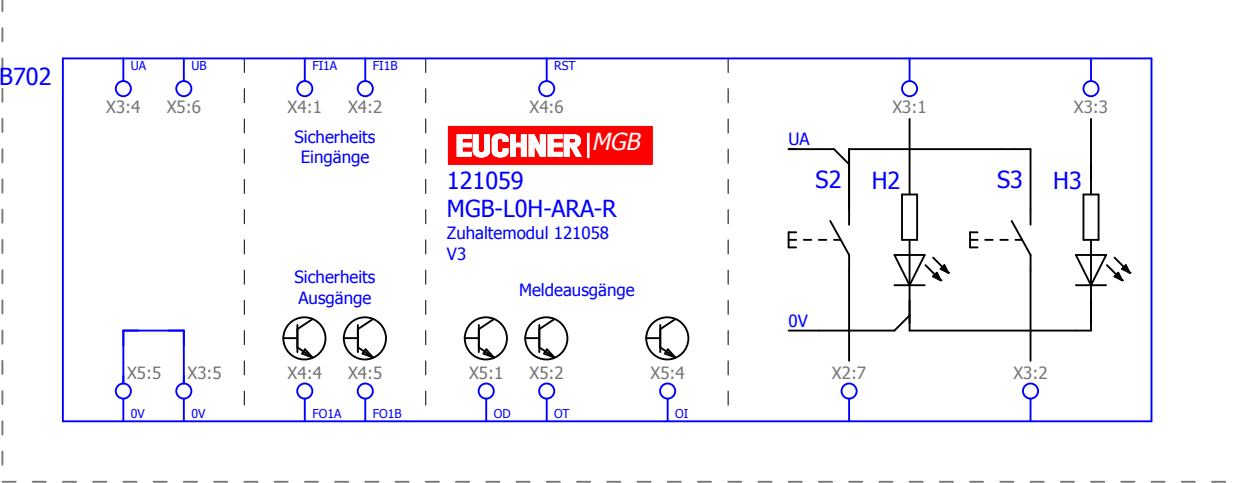 B702
UA UB FI1A FI1B RST
X3:4 X5:6 X4:1 X4:2 X4:6 X3:1 X3:3
Sicherheits
Eingänge
EUCHNER|MGB
121059
MGB-L0H-ARA-R
Zuhaltemodul 121058
V3
UA
S2 H2 S3 H3
Sicherheits
Ausgänge
Meldeausgänge
0V
X5:5 X3:5 X4:4 X4:5 X5:1 X5:2 X5:4 X2:7 X3:2
0V 0V FO1A FO1B OD OT OI